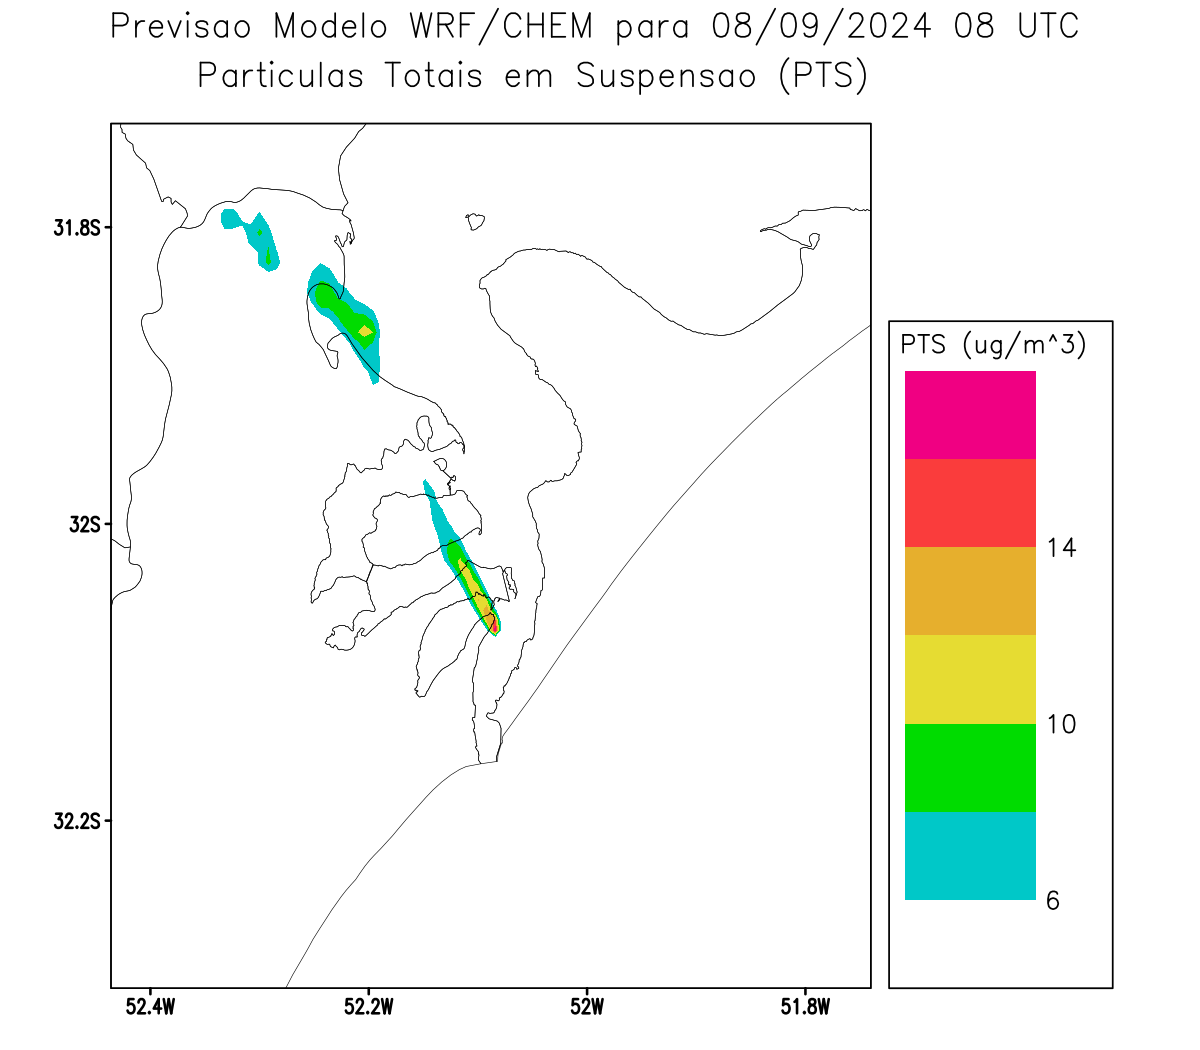 Previsao Modelo WRF/CHEM para 08/09/2024 08 UTC
Particulas Totais em Suspensao (PTS)
31.8S
32S
32.2S
52.4W
52.2W
52W
51.8W
PTS (ug/m^3)
14
10
6